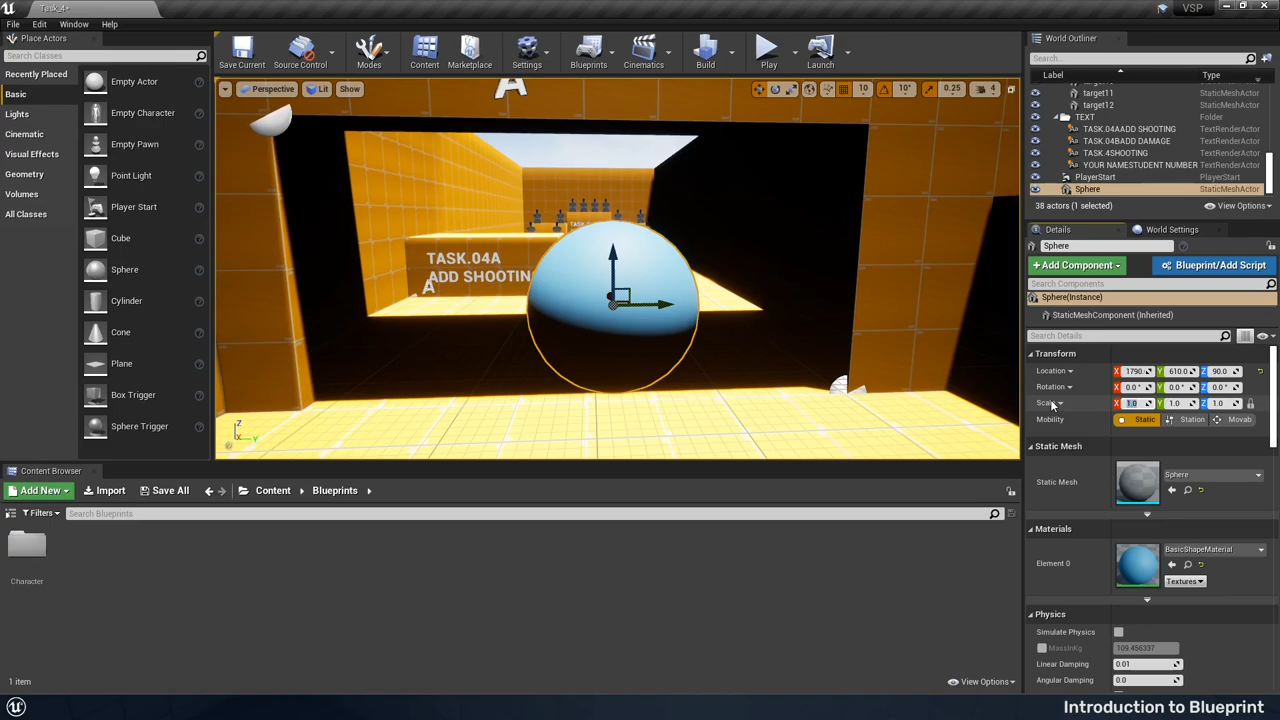 Task_4*
VSP
File Edit Window Help
Place Actors
Search Classes
Recently Placed
Basic
Lights
Cinematic
Visual Effects
Geometry
Volumes
All Classes
Empty Actor
Empty Character
Empty Pawn
Point Light
Player Start
Cube
Sphere
Cylinder
Cone
Plane
Box Trigger
Sphere Trigger
Save Current Source Control Modes Content Marketplace Settings Blueprints Cinematics Build Play Launch
Perspective Lit Show 10 10° 0.25 4
A
TASK.04A
ADD SHOOTIN
A
Z
X Y
World Outliner
Search...
Label Type
target11 StaticMeshActor
target12 StaticMeshActor
TEXT Folder
TASK.04AADD SHOOTING TextRenderActor
TASK.04BADD DAMAGE TextRenderActor
TASK.4SHOOTING TextRenderActor
YOUR NAMESTUDENT NUMBER TextRenderActor
PlayerStart PlayerStart
Sphere StaticMeshActor
38 actors (1 selected) View Options
Details World Settings
Sphere
+Add Component Blueprint/Add Script
Search Components
Sphere(Instance)
StaticMeshComponent (Inherited)
Search Details
Transform
Location X 1790. Y 610.0 Z 90.0
Rotation X 0.0° Y 0.0° Z 0.0°
Scale X 1.0 Y 1.0 Z 1.0
Mobility Static Station Movab
Static Mesh
Static Mesh Sphere
Materials
Element 0 BasicShapeMaterial
Textures
Physics
Simulate Physics
MassInKg 109.456337
Linear Damping 0.01
Angular Damping 0.0
Content Browser
Add New Import Save All Content Blueprints
Filters Search Blueprints
Character
1 item View Options
Introduction to Blueprint